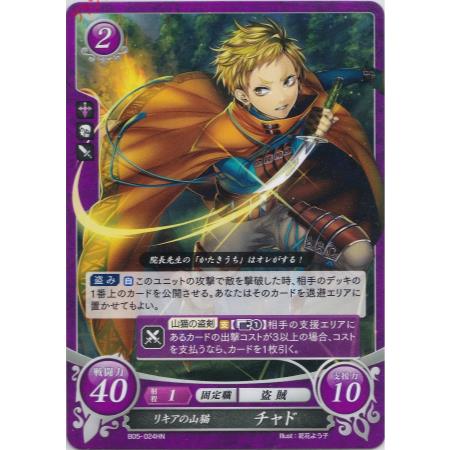 2
院長先生の「かたきうち」はオレがする!
盗み 自 このユニットの攻撃で敵を撃破した時、相手のデッキの
1番上のカードを公開させる。あなたはそのカードを退避エリアに
置かせてもよい。
山猫の盗剣 支 【 1】相手の支援エリアに
あるカードの出撃コストが3以上の場合、コスト
を支払うなら、カードを1枚引く。
戦闘力
40
射程 1 固定職 盗賊
支援力
10
リキアの山猫 チャド
B05-024HN
Illust:範花よう子